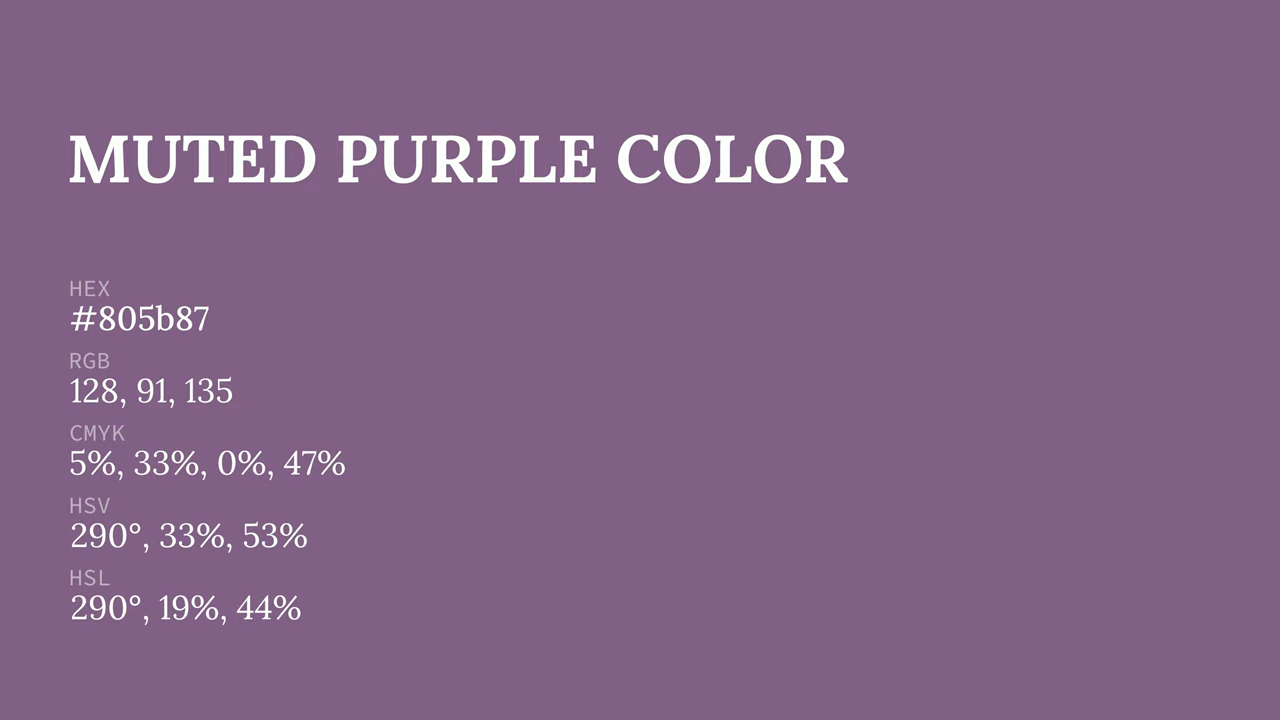 MUTED PURPLE COLOR
HEX
#805b87
RGB
128, 91, 135
CMYK
5%, 33%, 0%, 47%
HSV
290°, 33%, 53%
HSL
290°, 19%, 44%